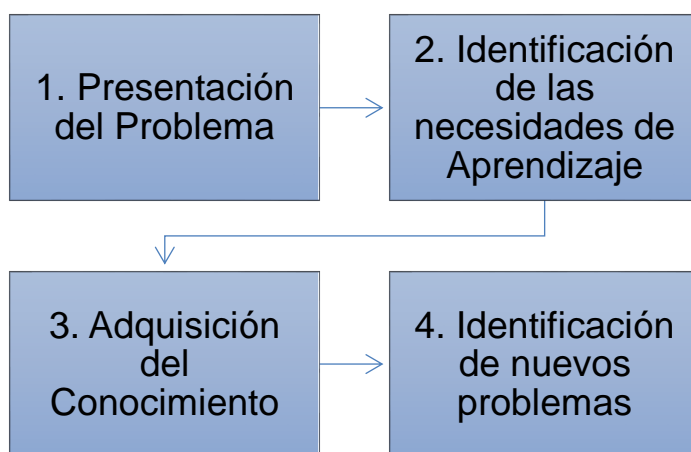 1. Presentación
del Problema
2. Identificación
de las
necesidades de
Aprendizaje
3. Adquisición
del
Conocimiento
4. Identificación
de nuevos
problemas